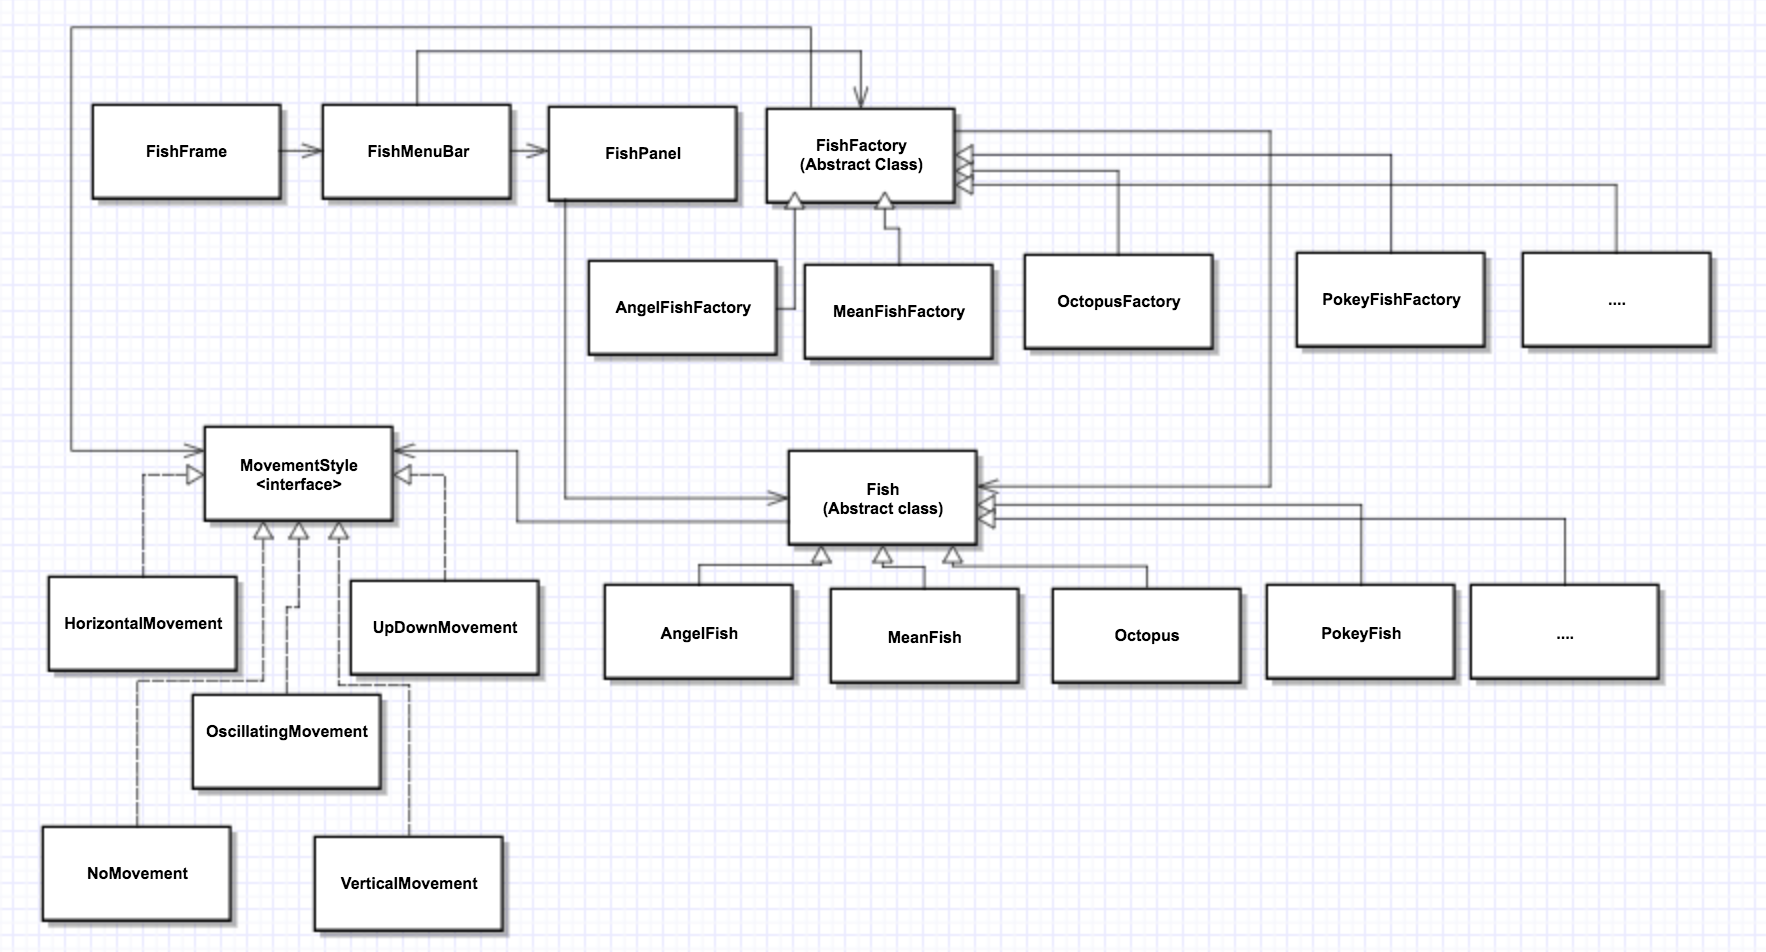 FishFrame
FishMenuBar
FishPanel
FishFactory
(Abstract Class)
AngelFishFactory
MeanFishFactory
OctopusFactory
PokeyFishFactory
....
MovementStyle
<interface>
Fish
(Abstract class)
HorizontalMovement
UpDownMovement
AngelFish
MeanFish
Octopus
PokeyFish
....
OscillatingMovement
NoMovement
VerticalMovement